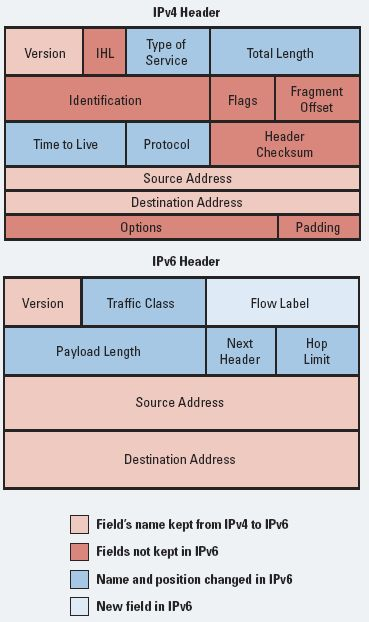 IPv4 Header
Version IHL Type of Service Total Length
Identification Flags Fragment Offset
Time to Live Protocol Header Checksum
Source Address
Destination Address
Options Padding
IPv6 Header
Version Traffic Class Flow Label
Payload Length Next Header Hop Limit
Source Address
Destination Address
Field's name kept from IPv4 to IPv6
Fields not kept in IPv6
Name and position changed in IPv6
New field in IPv6